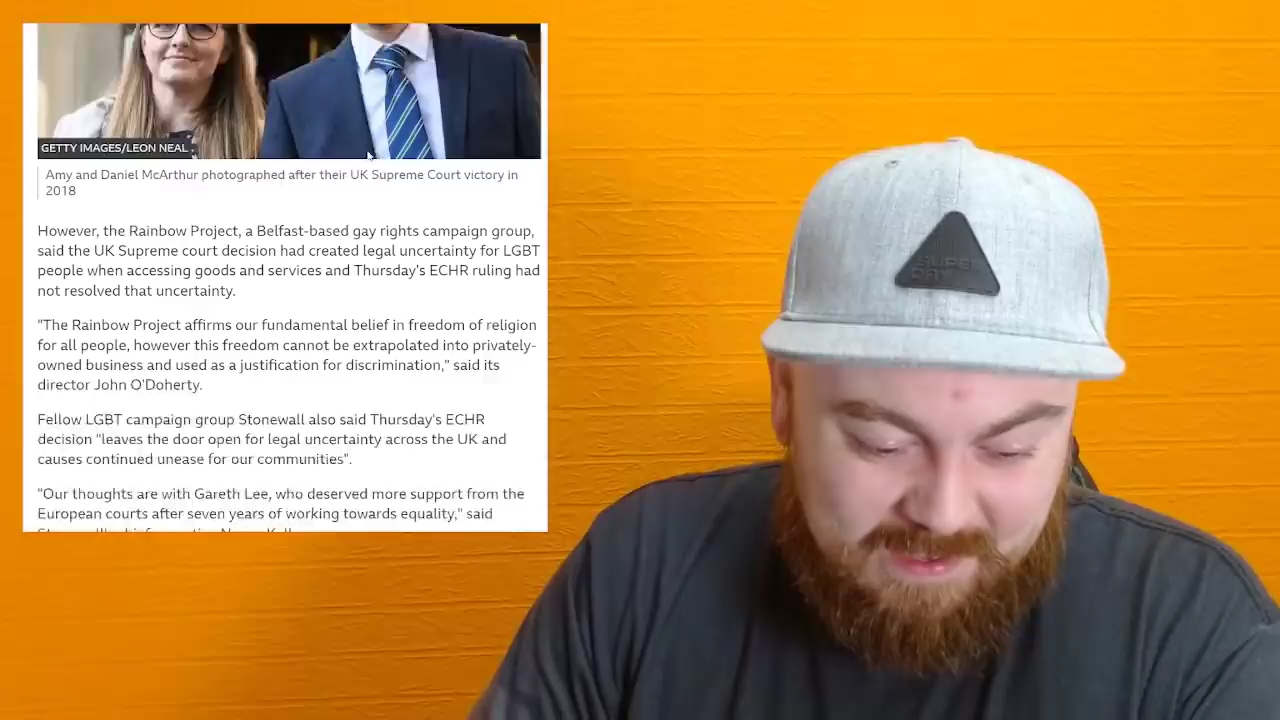 GETTY IMAGES/LEON NEAL
Amy and Daniel McArthur photographed after their UK Supreme Court victory in
2018
However, the Rainbow Project, a Belfast-based gay rights campaign group,
said the UK Supreme court decision had created legal uncertainty for LGBT
people when accessing goods and services and Thursday's ECHR ruling had
not resolved that uncertainty.
"The Rainbow Project affirms our fundamental belief in freedom of religion
for all people, however this freedom cannot be extrapolated into privately-
owned business and used as a justification for discrimination," said its
director John O'Doherty.
Fellow LGBT campaign group Stonewall also said Thursday's ECHR
decision "leaves the door open for legal uncertainty across the UK and
causes continued unease for our communities".
"Our thoughts are with Gareth Lee, who deserved more support from the
European courts after seven years of working towards equality," said
SUPER
DRY